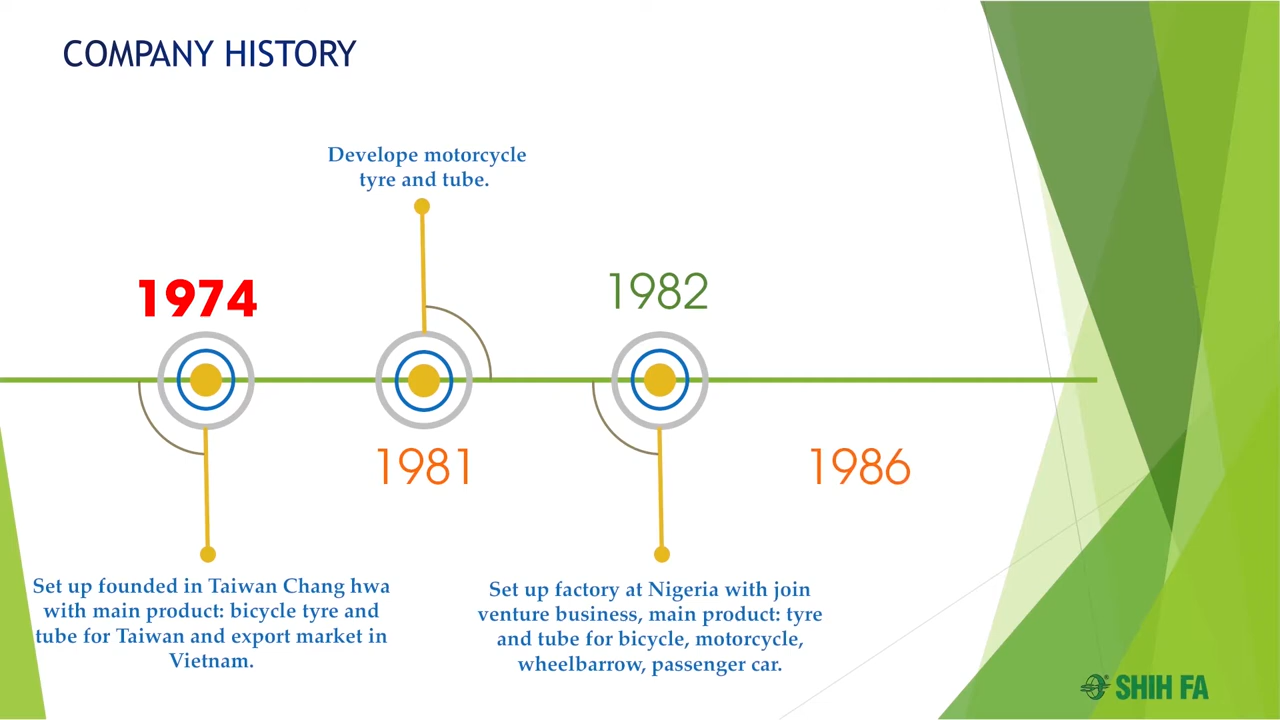 COMPANY HISTORY
Develope motorcycle
tyre and tube.
1974
1982
1981
1986
Set up founded in Taiwan Chang hwa
with main product: bicycle tyre and
tube for Taiwan and export market in
Vietnam.
Set up factory at Nigeria with join
venture business, main product: tyre
and tube for bicycle, motorcycle,
wheelbarrow, passenger car.
SHIH FA